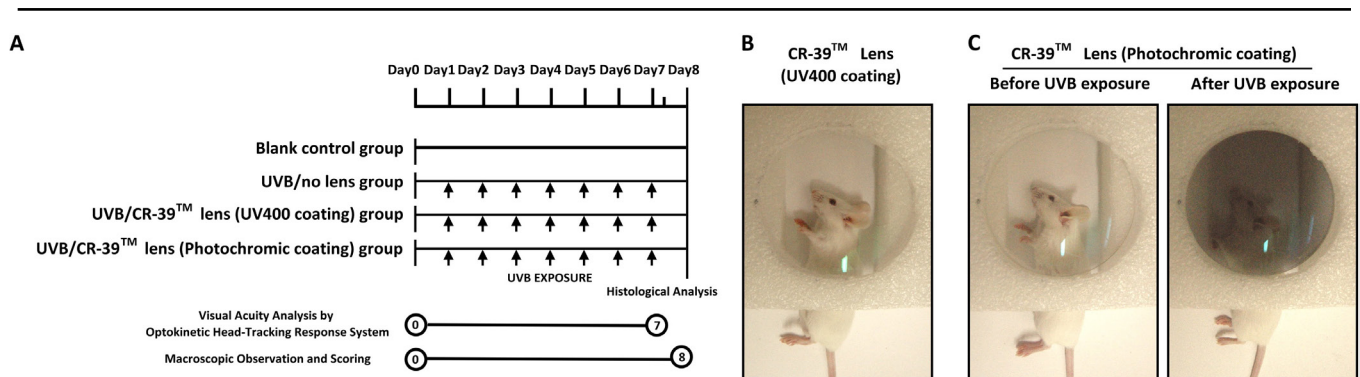 A
Day0 Day1 Day2 Day3 Day4 Day5 Day6 Day7 Day8
Blank control group
UVB/no lens group
UVB/CR-39™ lens (UV400 coating) group
UVB/CR-39™ lens (Photochromic coating) group
UVB EXPOSURE
Histological Analysis
Visual Acuity Analysis by
Optokinetic Head-Tracking Response System
0 7
Macroscopic Observation and Scoring
0 8
B
CR-39™ Lens
(UV400 coating)
C
CR-39™ Lens (Photochromic coating)
Before UVB exposure
After UVB exposure